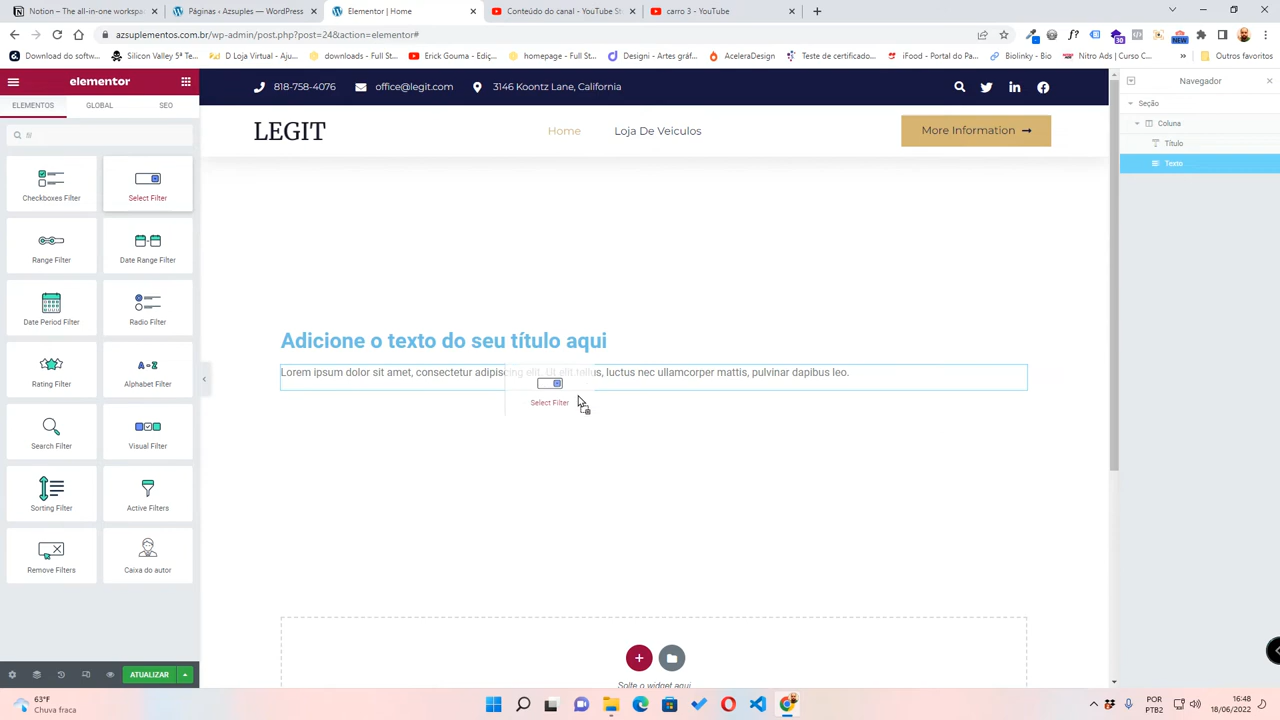 Notion – The all-in-one workspac
Páginas ‹ Azsuples — WordPress
Elementor | Home
Conteúdo do canal - YouTube St
carro 3 - YouTube
azsuplementos.com.br/wp-admin/post.php?post=24&action=elementor#
Download do softw...
Silicon Valley 5ª Te...
D Loja Virtual - Ajud...
downloads - Full St...
Erick Gouma - Ens...
homepage - Full St...
Designi - Artes gráf...
AceleraDesign
Teste de certificado...
iFood - Portal do Pa...
Biolinky - Bio
Nitro Ads | Curso C...
Outros favoritos
30
NEW
elementor
ELEMENTOS
GLOBAL
SEO
fil
Checkboxes Filter
Select Filter
Range Filter
Date Range Filter
Date Period Filter
Radio Filter
Rating Filter
Alphabet Filter
Search Filter
Visual Filter
Sorting Filter
Active Filters
Remove Filters
Caixa do autor
ATUALIZAR
818-758-4076
office@legit.com
3146 Koontz Lane, California
LEGIT
Home
Loja De Veiculos
More Information
Adicione o texto do seu título aqui
Lorem ipsum dolor sit amet, consectetur adipiscing elit. Ut elit tellus, luctus nec ullamcorper mattis, pulvinar dapibus leo.
Select Filter
Solte o widget aqui
Navegador
Seção
Coluna
Título
Texto
63°F
Chuva fraca
POR
PTB2
16:48
18/06/2022